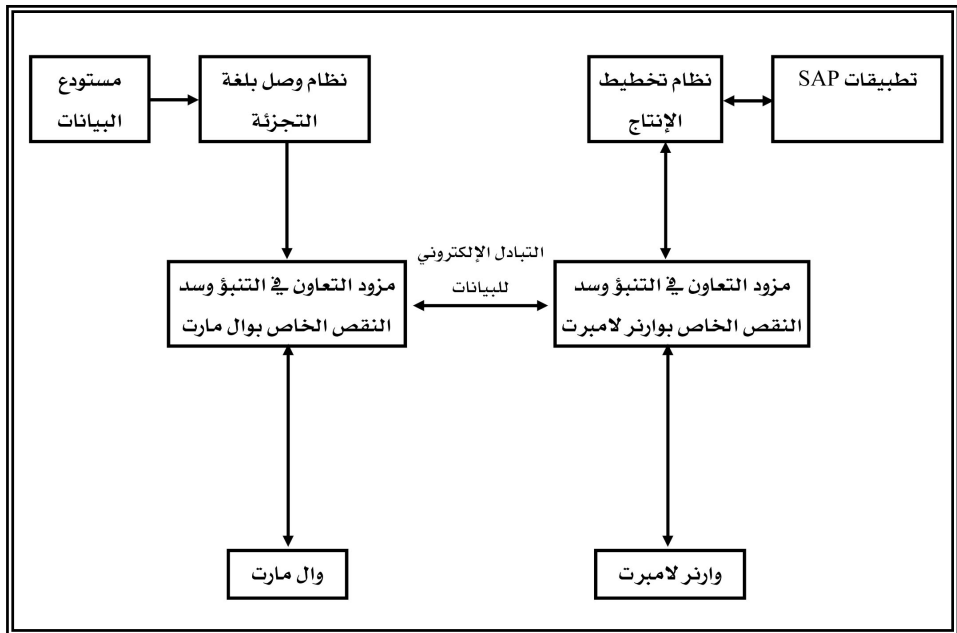 تطبيقات SAP
نظام تخطيط
الإنتاج
نظام وصل بلغة
التجزئة
مستودع
البيانات
التبادل الإلكتروني
للبيانات
مزود التعاون في التنبؤ وسد
النقص الخاص بوارنر لامبرت
مزود التعاون في التنبؤ وسد
النقص الخاص بوال مارت
وارنر لامبرت
وال مارت